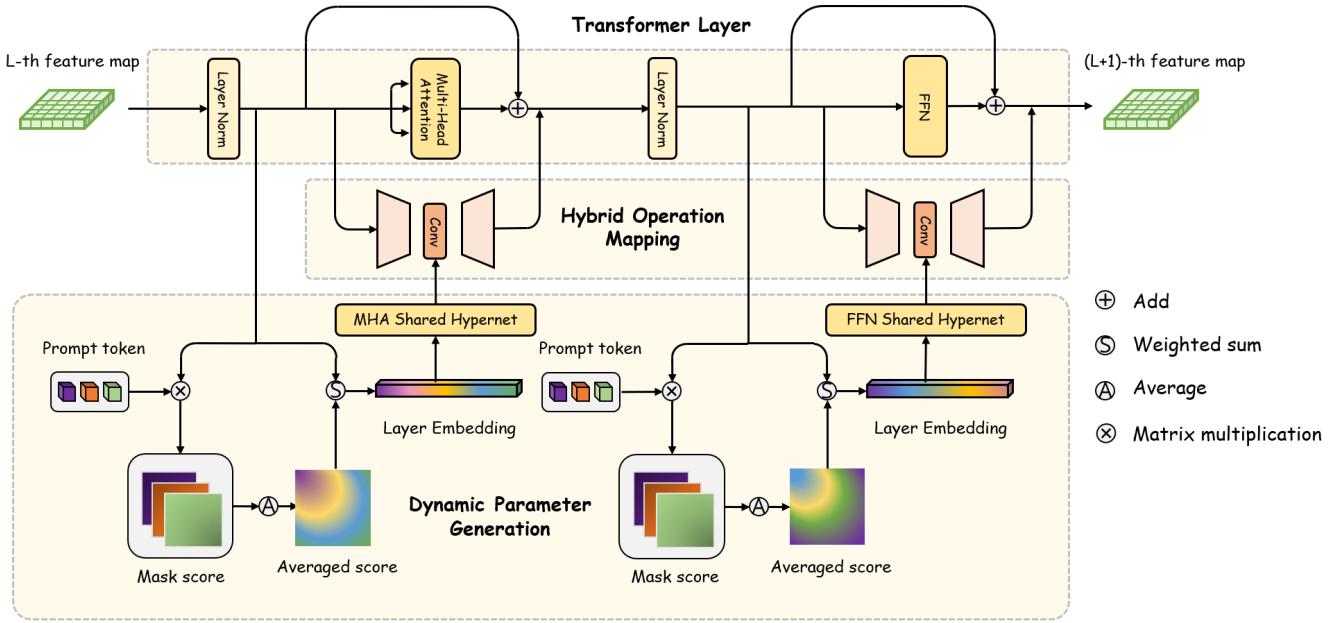 Transformer Layer
L-th feature map
(L+1)-th feature map
Layer Norm
Multi-Head
Attention
Layer Norm
FFN
Conv
Hybrid Operation
Mapping
Conv
MHA Shared Hypernet
FFN Shared Hypernet
Prompt token
Prompt token
S
S
Layer Embedding
Layer Embedding
A
A
Dynamic Parameter
Generation
Mask score
Averaged score
Mask score
Averaged score
Add
S Weighted sum
A Average
Matrix multiplication